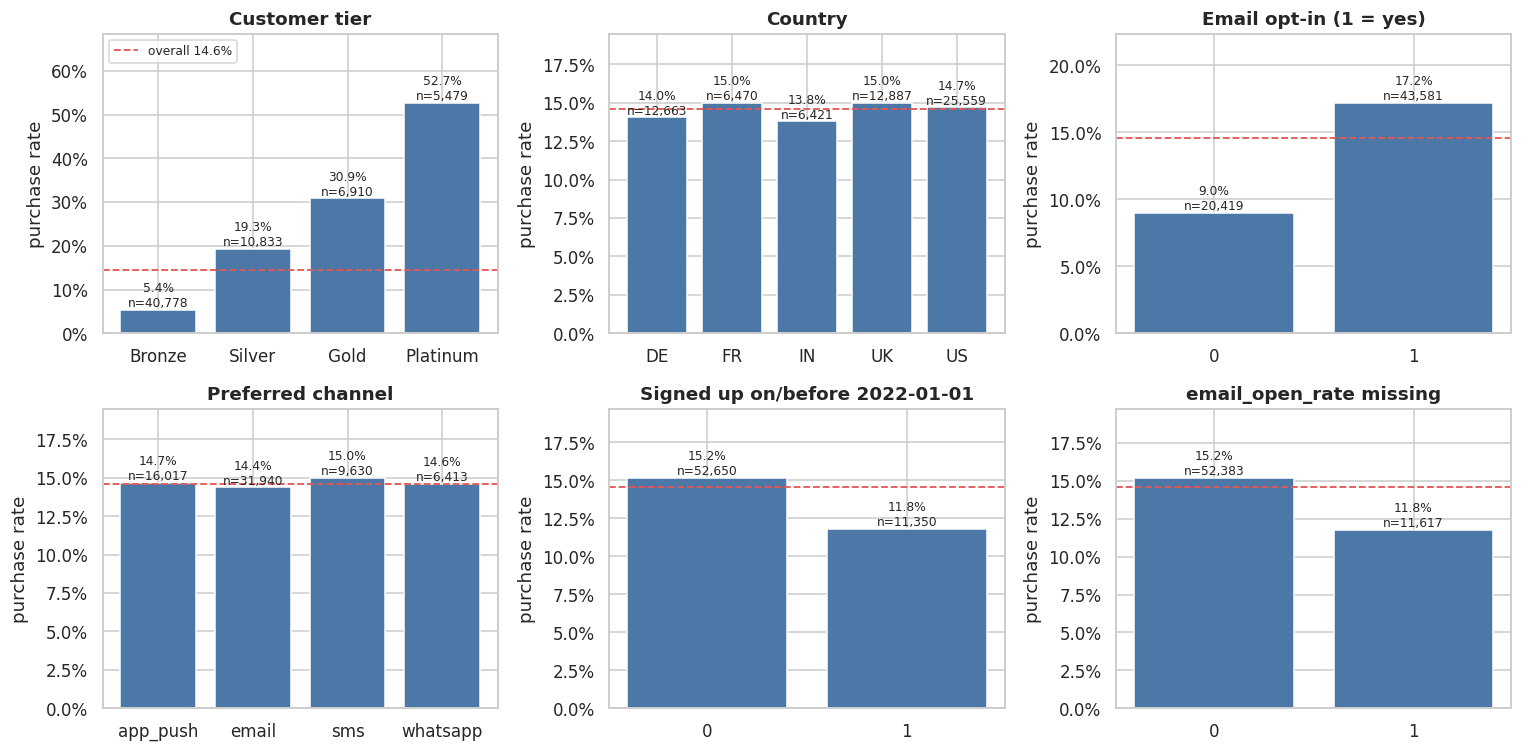 Customer tier
overall 14.6%
purchase rate
60%
50%
40%
30%
20%
10%
0%
5.4%
n=40,778
19.3%
n=10,833
30.9%
n=6,910
52.7%
n=5,479
Bronze Silver Gold Platinum
Country
purchase rate
17.5%
15.0%
12.5%
10.0%
7.5%
5.0%
2.5%
0.0%
14.0%
n=12,663
15.0%
n=6,470
13.8%
n=6,421
15.0%
n=12,887
14.7%
n=25,559
DE FR IN UK US
Email opt-in (1 = yes)
purchase rate
20.0%
15.0%
10.0%
5.0%
0.0%
9.0%
n=20,419
17.2%
n=43,581
0 1
Preferred channel
purchase rate
17.5%
15.0%
12.5%
10.0%
7.5%
5.0%
2.5%
0.0%
14.7%
n=16,017
14.4%
n=31,940
15.0%
n=9,630
14.6%
n=6,413
app_push email sms whatsapp
Signed up on/before 2022-01-01
purchase rate
17.5%
15.0%
12.5%
10.0%
7.5%
5.0%
2.5%
0.0%
15.2%
n=52,650
11.8%
n=11,350
0 1
email_open_rate missing
purchase rate
17.5%
15.0%
12.5%
10.0%
7.5%
5.0%
2.5%
0.0%
15.2%
n=52,383
11.8%
n=11,617
0 1